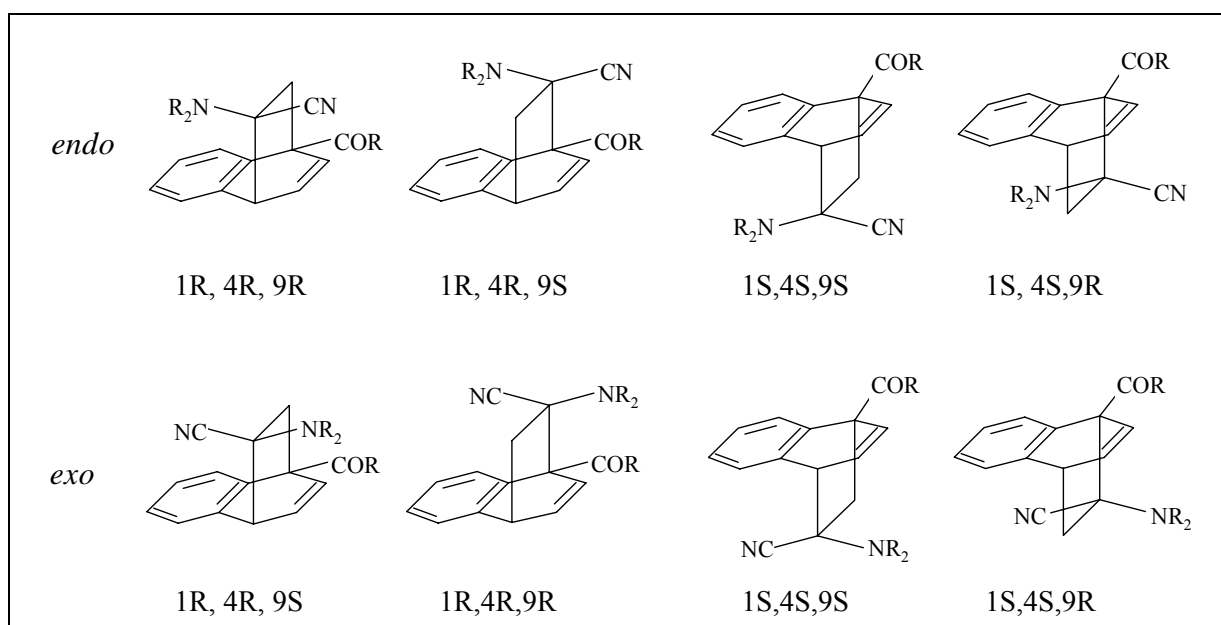 COR
R₂N CN
R₂N CN
endo COR COR
R₂N CN R₂N CN
1R, 4R, 9R 1R, 4R, 9S 1S,4S,9S 1S, 4S,9R
NC NR₂ COR COR
NC NR₂
exo COR COR
NC NR₂ NC NR₂
1R, 4R, 9S 1R,4R,9R 1S,4S,9S 1S,4S,9R